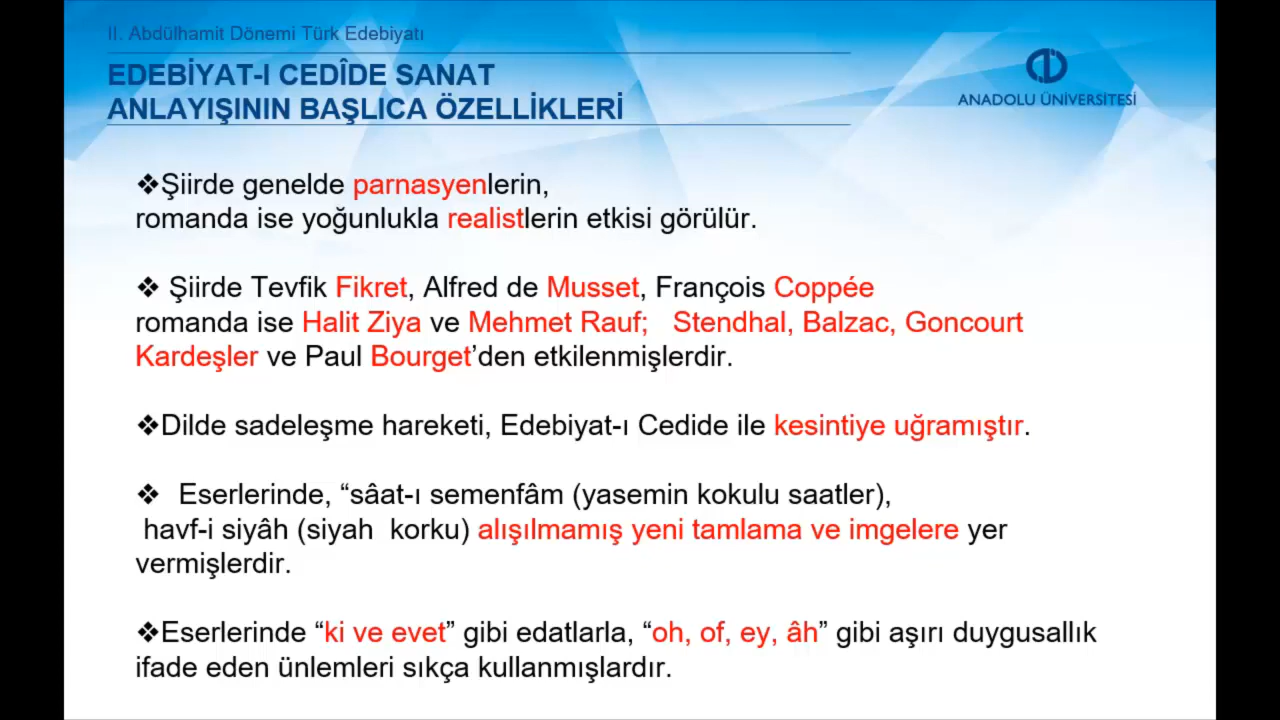 II. Abdülhamit Dönemi Türk Edebiyatı
EDEBİYAT-I CEDÎDE SANAT
ANLAYIŞININ BAŞLICA ÖZELLİKLERİ
ANADOLU ÜNİVERSİTESİ
❖Şiirde genelde parnasyenlerin,
romanda ise yoğunlukla realistlerin etkisi görülür.
❖ Şiirde Tevfik Fikret, Alfred de Musset, François Coppée
romanda ise Halit Ziya ve Mehmet Rauf; Stendhal, Balzac, Goncourt
Kardeşler ve Paul Bourget’den etkilenmişlerdir.
❖Dilde sadeleşme hareketi, Edebiyat-ı Cedide ile kesintiye uğramıştır.
❖ Eserlerinde, “sâat-ı semenfâm (yasemin kokulu saatler),
havf-i siyâh (siyah korku) alışılmamış yeni tamlama ve imgelere yer
vermişlerdir.
❖Eserlerinde “ki ve evet” gibi edatlarla, “oh, of, ey, âh” gibi aşırı duygusallık
ifade eden ünlemleri sıkça kullanmışlardır.